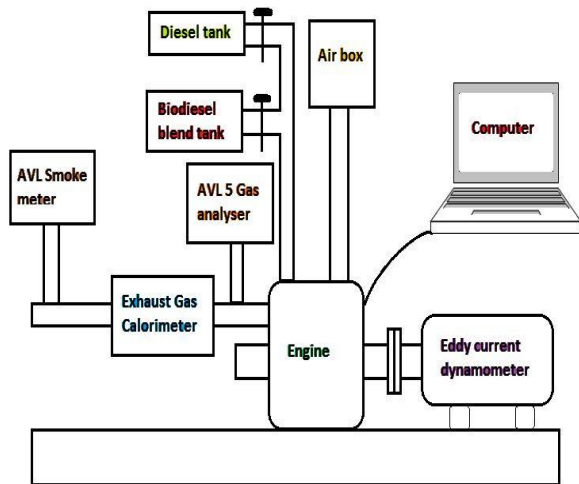 Diesel tank
Air box
Biodiesel
blend tank
Computer
AVL Smoke
meter
AVL 5 Gas
analyser
Exhaust Gas
Calorimeter
Engine
Eddy current
dynamometer